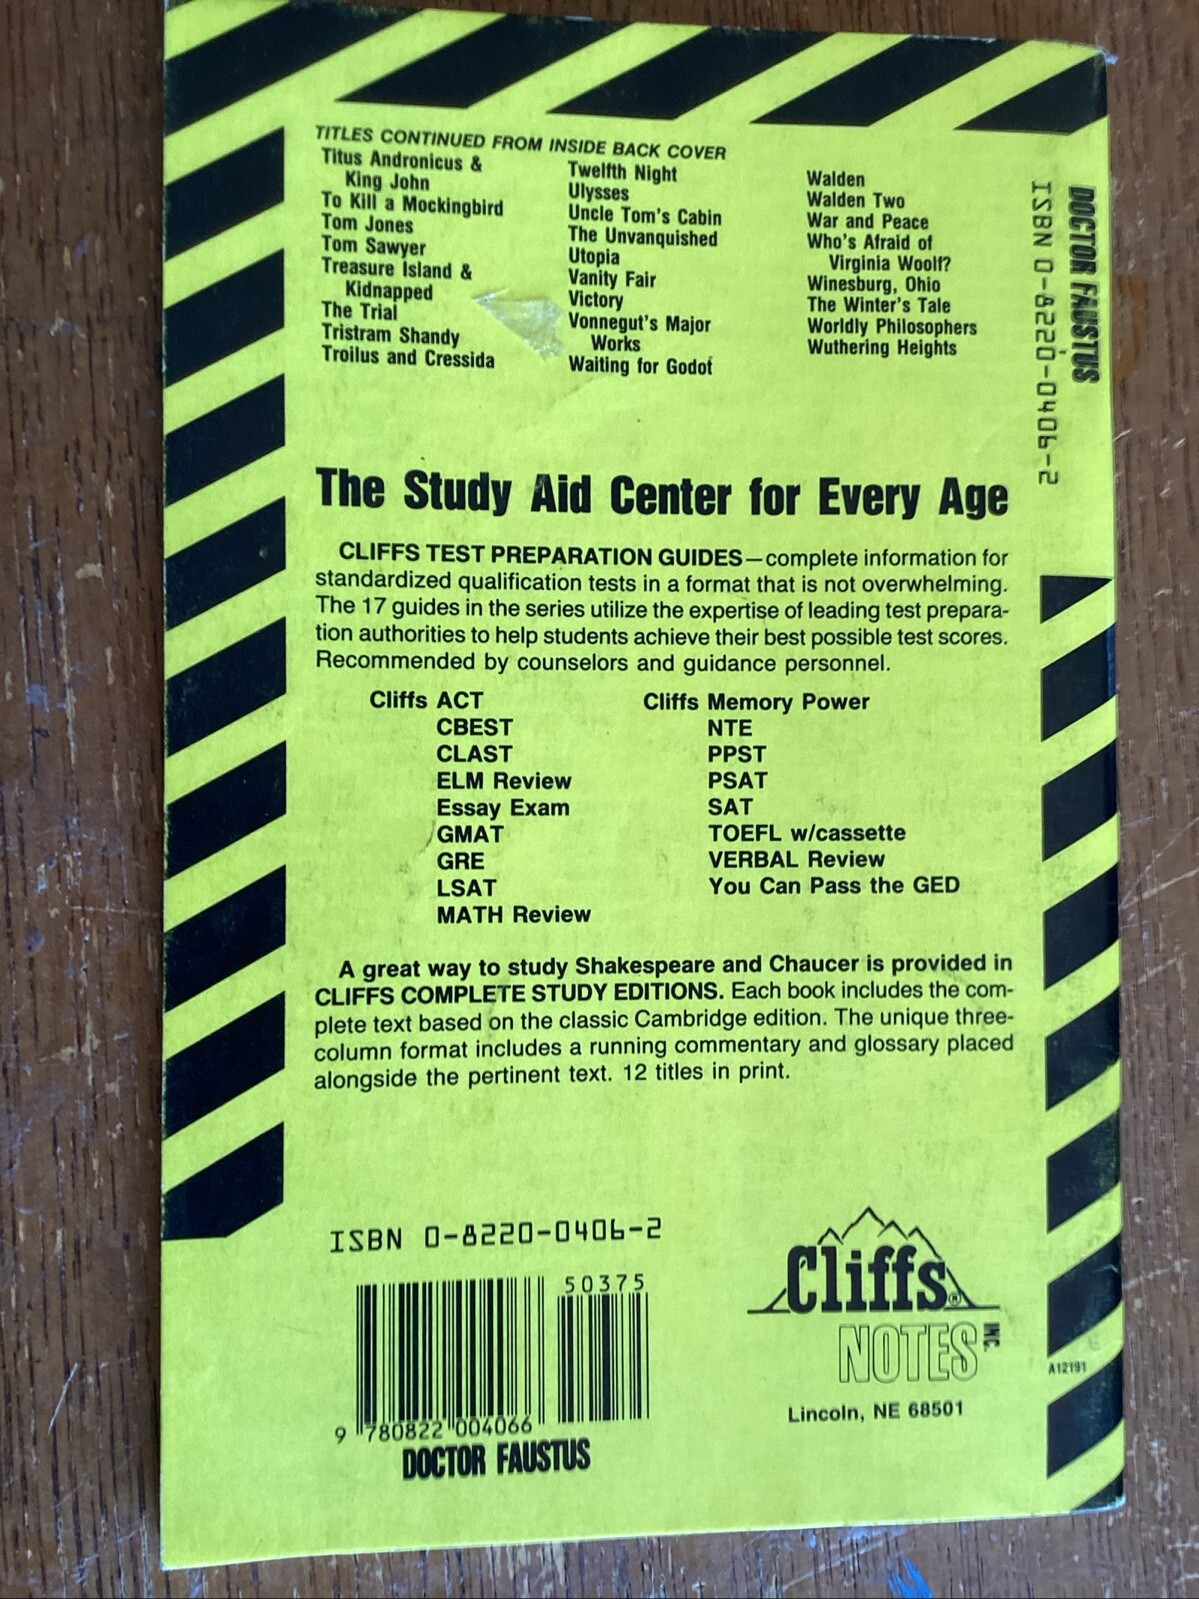 TITLES CONTINUED FROM INSIDE BACK COVER
Titus Andronicus &
King John
To Kill a Mockingbird
Tom Jones
Tom Sawyer
Treasure Island &
Kidnapped
The Trial
Tristram Shandy
Troilus and Cressida
Twelfth Night
Ulysses
Uncle Tom's Cabin
The Unvanquished
Utopia
Vanity Fair
Victory
Vonnegut's Major
Works
Waiting for Godot
Walden
Walden Two
War and Peace
Who's Afraid of
Virginia Woolf?
Winesburg, Ohio
The Winter's Tale
Worldly Philosophers
Wuthering Heights
DOCTOR FAUSTUS
ISBN 0-8220-0406-2
The Study Aid Center for Every Age
CLIFFS TEST PREPARATION GUIDES—complete information for
standardized qualification tests in a format that is not overwhelming.
The 17 guides in the series utilize the expertise of leading test prepara-
tion authorities to help students achieve their best possible test scores.
Recommended by counselors and guidance personnel.
Cliffs ACT
CBEST
CLAST
ELM Review
Essay Exam
GMAT
GRE
LSAT
MATH Review
Cliffs Memory Power
NTE
PPST
PSAT
SAT
TOEFL w/cassette
VERBAL Review
You Can Pass the GED
A great way to study Shakespeare and Chaucer is provided in
CLIFFS COMPLETE STUDY EDITIONS. Each book includes the com-
plete text based on the classic Cambridge edition. The unique three-
column format includes a running commentary and glossary placed
alongside the pertinent text. 12 titles in print.
ISBN 0-8220-0406-2
50375
9 780822 004066
DOCTOR FAUSTUS
Cliffs®
NOTES INC.
Lincoln, NE 68501
A12191